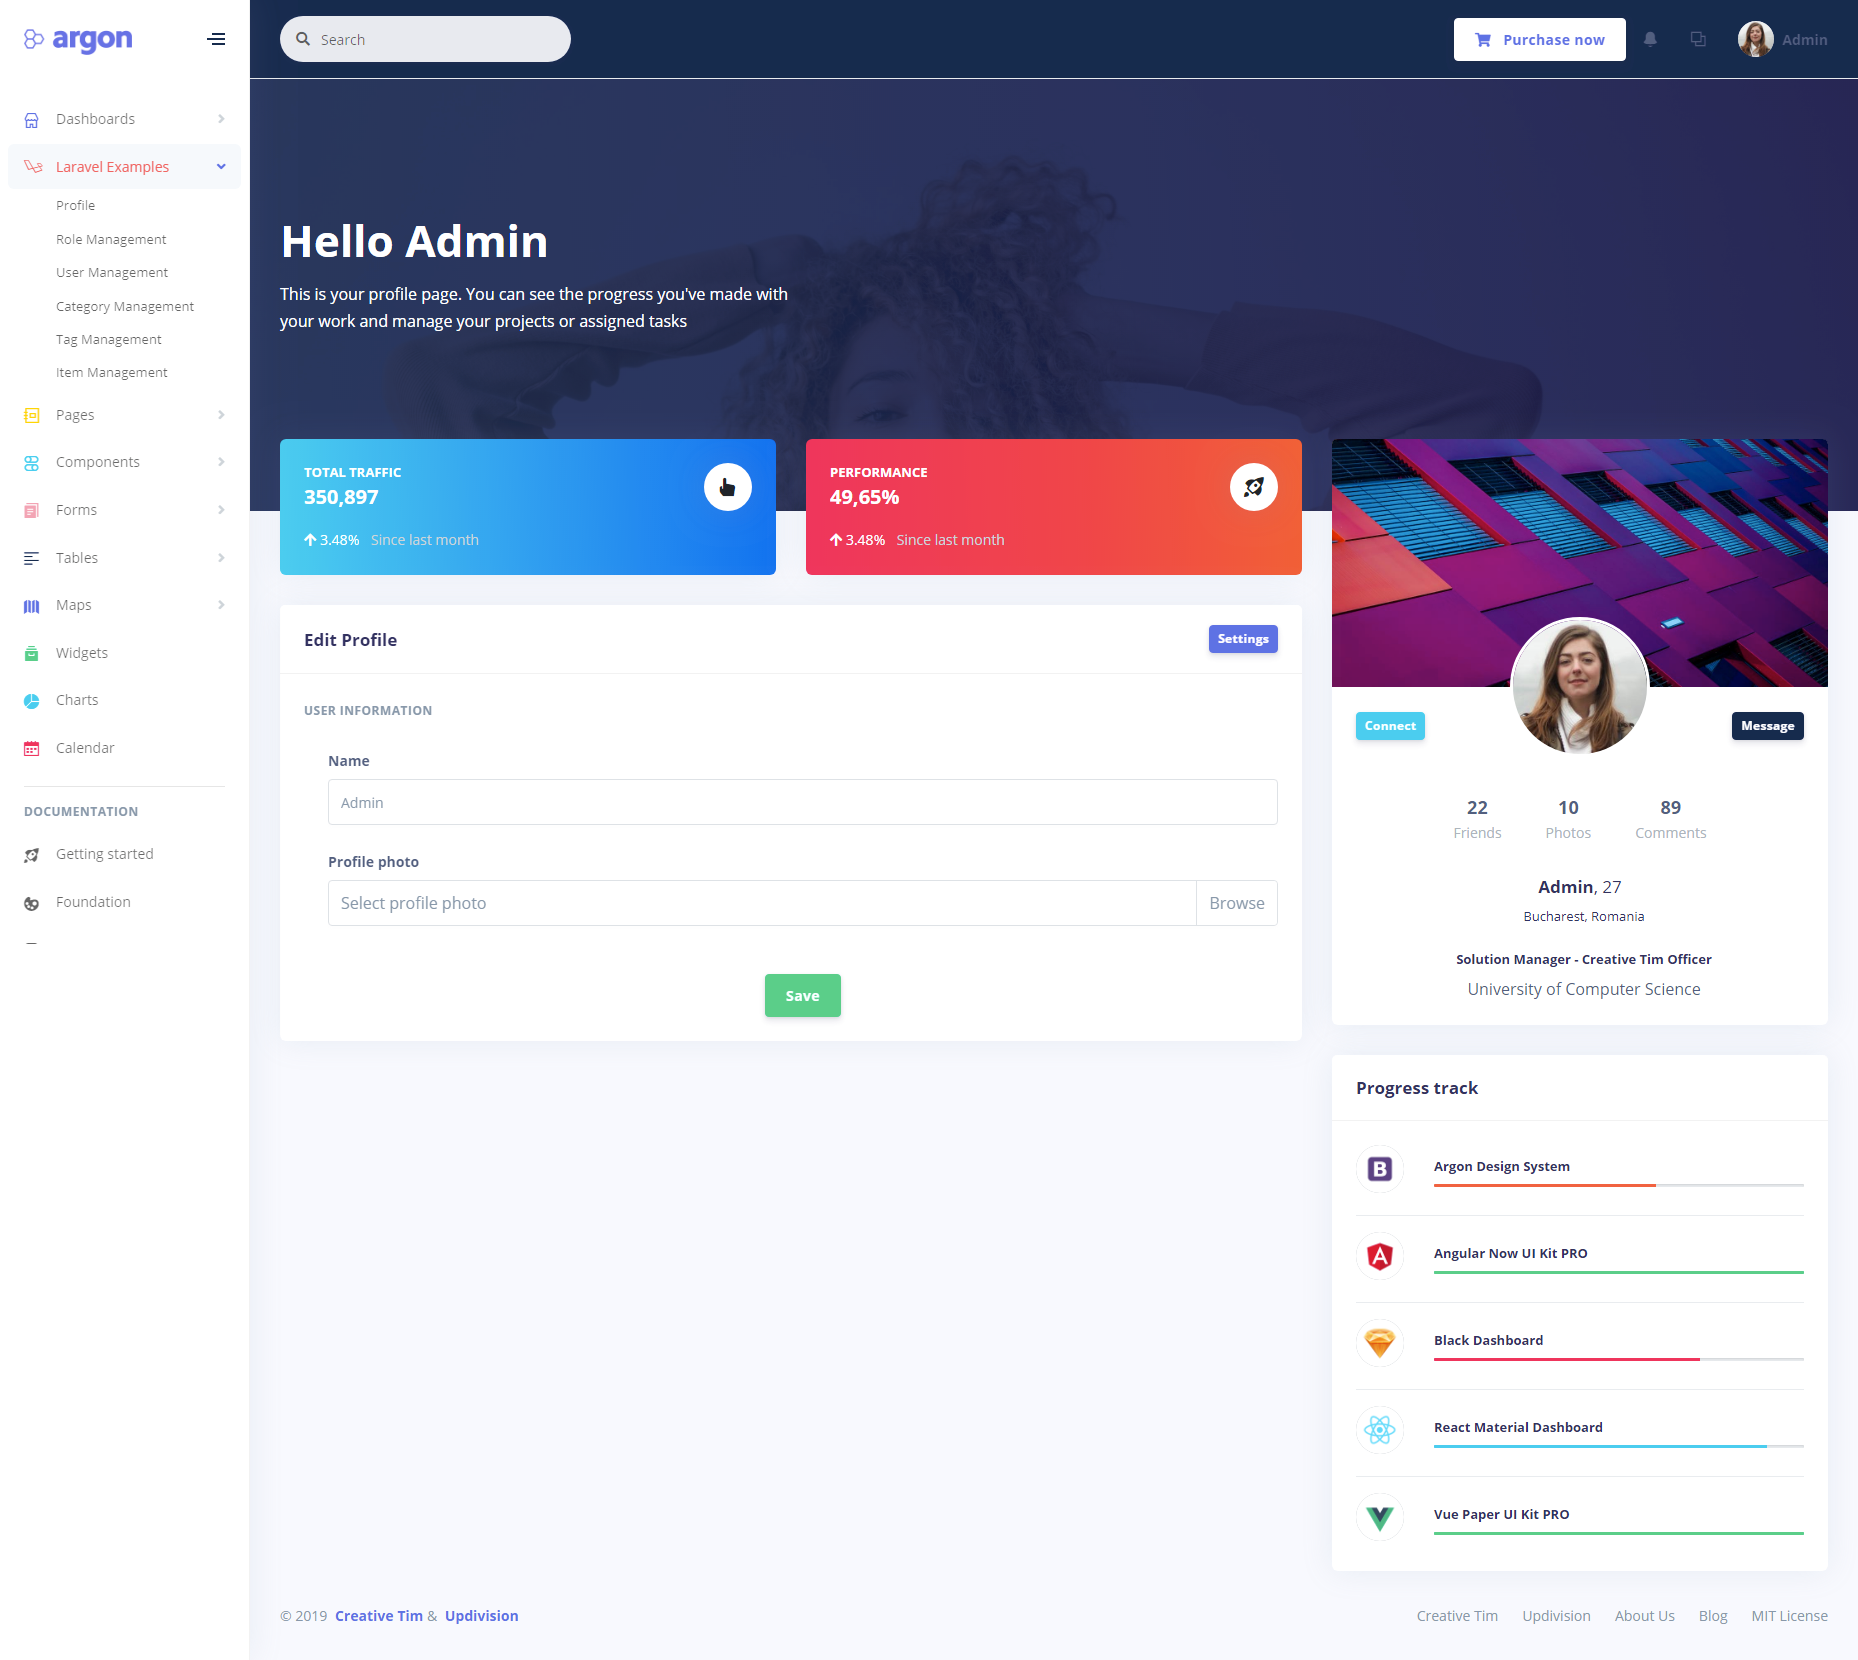 argon
Dashboards
Laravel Examples
Profile
Role Management
User Management
Category Management
Tag Management
Item Management
Pages
Components
Forms
Tables
Maps
Widgets
Charts
Calendar
DOCUMENTATION
Getting started
Foundation
Search
Purchase now
Admin
Hello Admin
This is your profile page. You can see the progress you've made with
your work and manage your projects or assigned tasks
TOTAL TRAFFIC
350,897
3.48% Since last month
PERFORMANCE
49,65%
3.48% Since last month
Edit Profile
Settings
USER INFORMATION
Name
Admin
Profile photo
Select profile photo
Browse
Save
Connect
Message
22
Friends
10
Photos
89
Comments
Admin, 27
Bucharest, Romania
Solution Manager - Creative Tim Officer
University of Computer Science
Progress track
B
Argon Design System
A
Angular Now UI Kit PRO
Black Dashboard
React Material Dashboard
Vue Paper UI Kit PRO
© 2019 Creative Tim & Updivision
Creative Tim
Updivision
About Us
Blog
MIT License